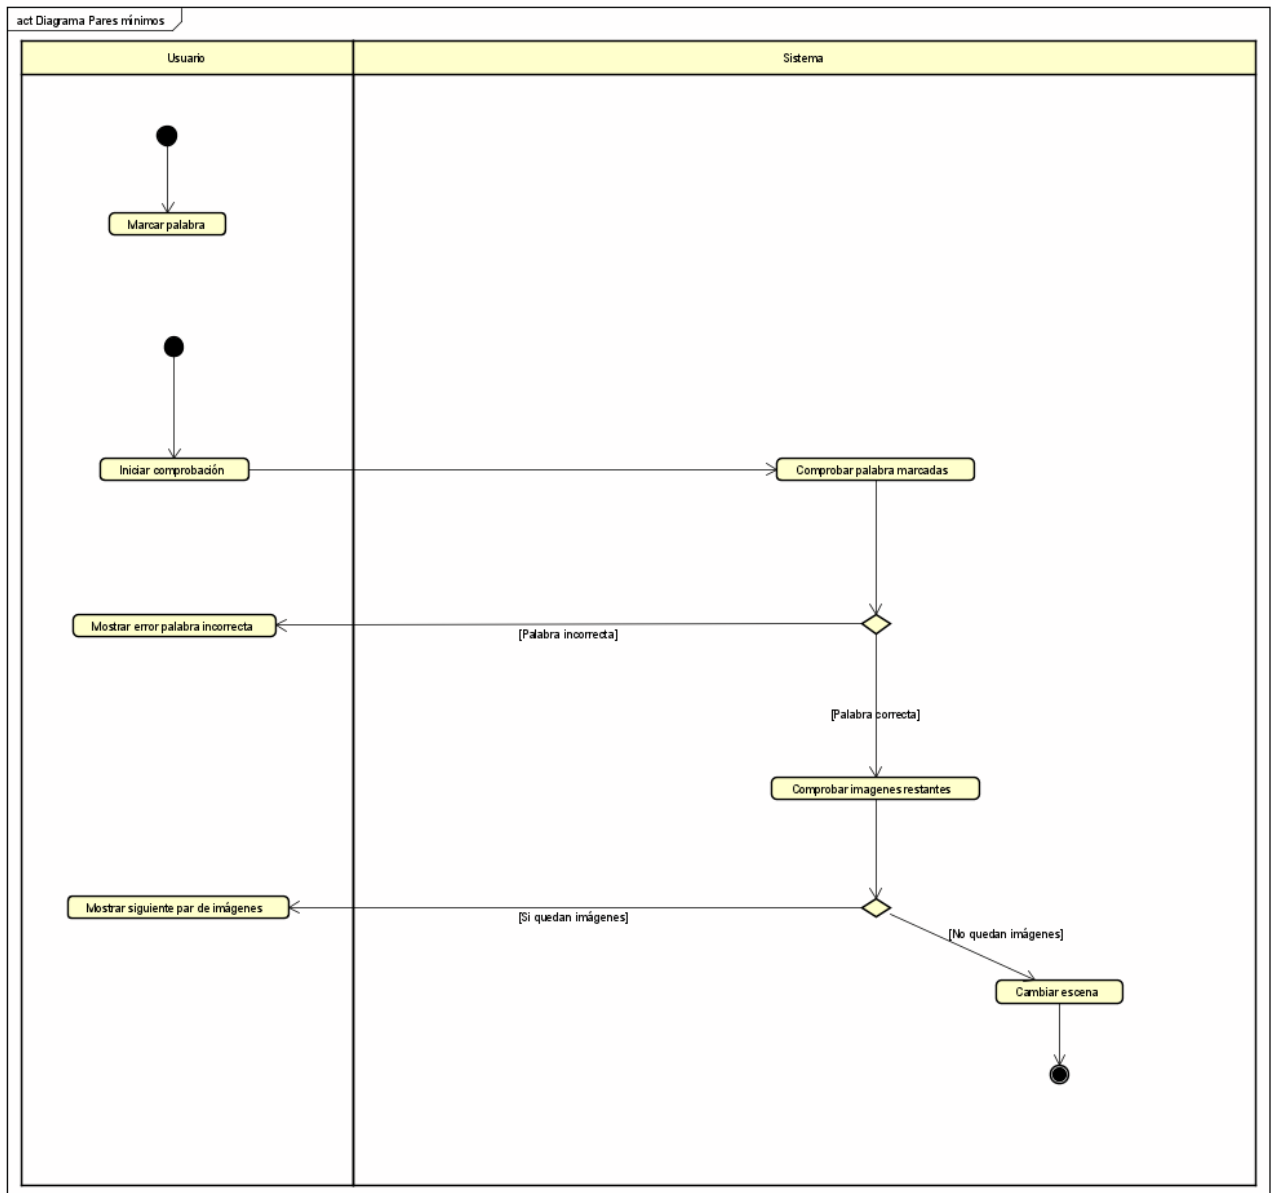 act Diagrama Pares mínimos
Usuario
Sistema
Marcar palabra
Iniciar comprobación
Comprobar palabra marcadas
Mostrar error palabra incorrecta
[Palabra incorrecta]
[Palabra correcta]
Comprobar imagenes restantes
Mostrar siguiente par de imágenes
[Si quedan imágenes]
[No quedan imágenes]
Cambiar escena